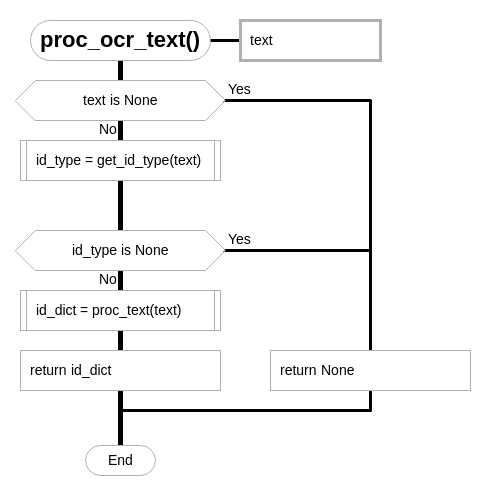 proc_ocr_text()
text
text is None
Yes
No
id_type = get_id_type(text)
id_type is None
Yes
No
id_dict = proc_text(text)
return id_dict
return None
End